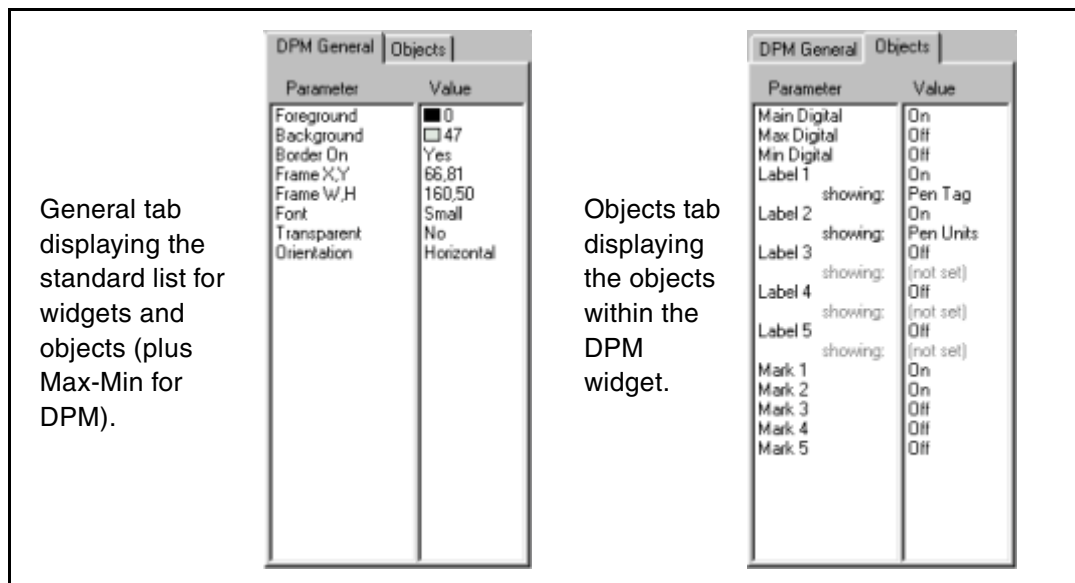 General tab
displaying the
standard list for
widgets and
objects (plus
Max-Min for
DPM).
DPM General Objects
Parameter Value
Foreground 0
Background 47
Border On Yes
Frame X,Y 66,81
Frame W,H 160,50
Font Small
Transparent No
Orientation Horizontal
Objects tab
displaying
the objects
within the
DPM
widget.
DPM General Objects
Parameter Value
Main Digital On
Max Digital Off
Min Digital Off
Label 1 On
showing: Pen Tag
Label 2 On
showing: Pen Units
Label 3 Off
showing: (not set)
Label 4 Off
showing: (not set)
Label 5 Off
showing: (not set)
Mark 1 On
Mark 2 On
Mark 3 Off
Mark 4 Off
Mark 5 Off